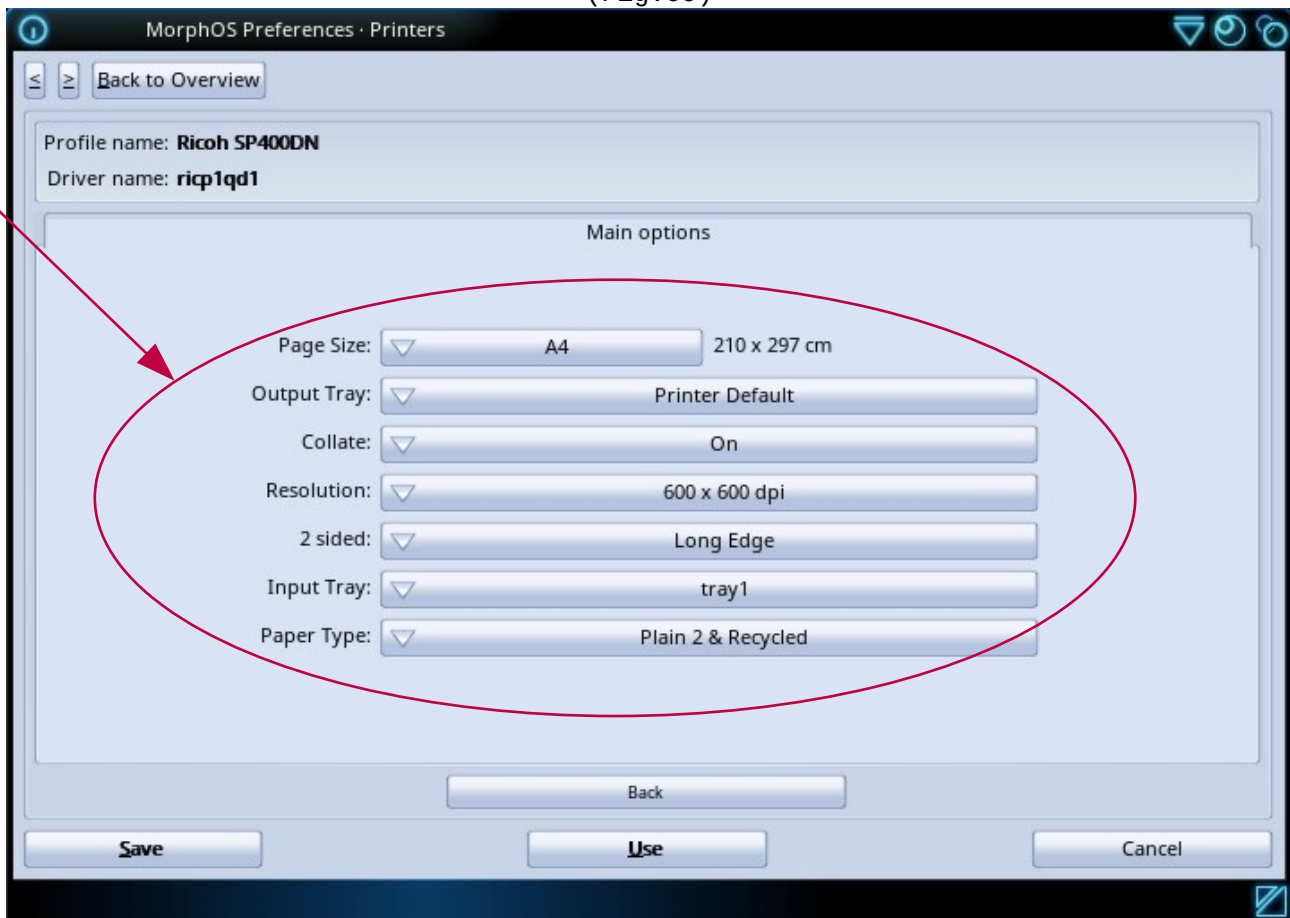 MorphOS Preferences · Printers
≤ ≥ Back to Overview
Profile name: Ricoh SP400DN
Driver name: ricp1qd1
Main options
Page Size: A4 210 x 297 cm
Output Tray: Printer Default
Collate: On
Resolution: 600 x 600 dpi
2 sided: Long Edge
Input Tray: tray1
Paper Type: Plain 2 & Recycled
Back
Save Use Cancel